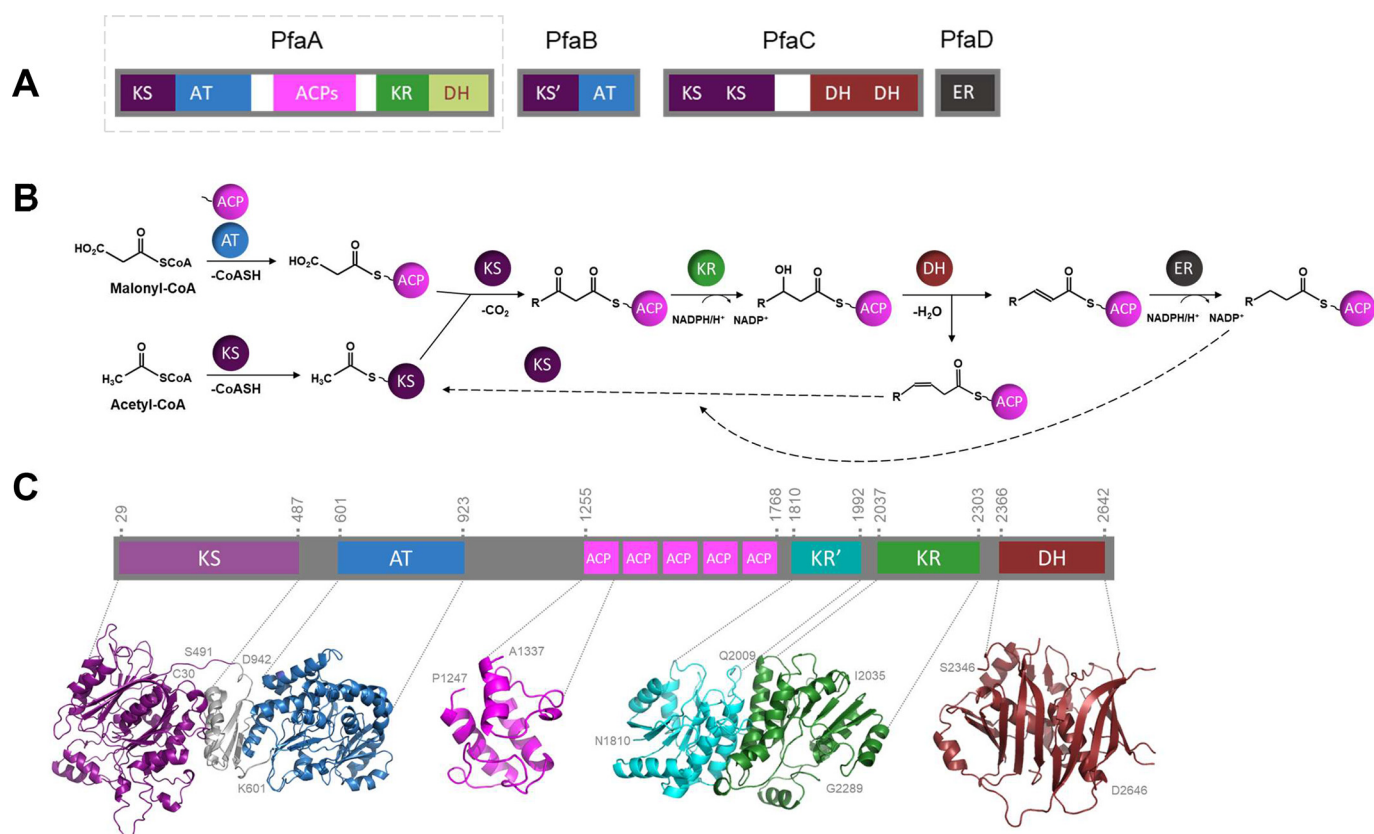 A
PfaA PfaB PfaC PfaD
KS AT ACPs KR DH KS' AT KS KS DH DH ER
B
ACP
AT
HO₂C O SCoA
Malonyl-CoA
-CoASH
HO₂C O S ACP
KS
-CO₂
O O R S ACP
KR
NADPH/H⁺ NADP⁺
OH O R S ACP
DH
-H₂O
O R S ACP
ER
NADPH/H⁺ NADP⁺
O R S ACP
O H₃C SCoA
Acetyl-CoA
KS
-CoASH
O H₃C S KS
KS
O R S ACP
C
29 487 601 923 1255 1768 1810 1992 2037 2303 2366 2642
KS AT ACP ACP ACP ACP ACP KR' KR DH
S491
D942
C30
K601
A1337
P1247
Q2009
I2035
N1810
G2289
S2346
D2646